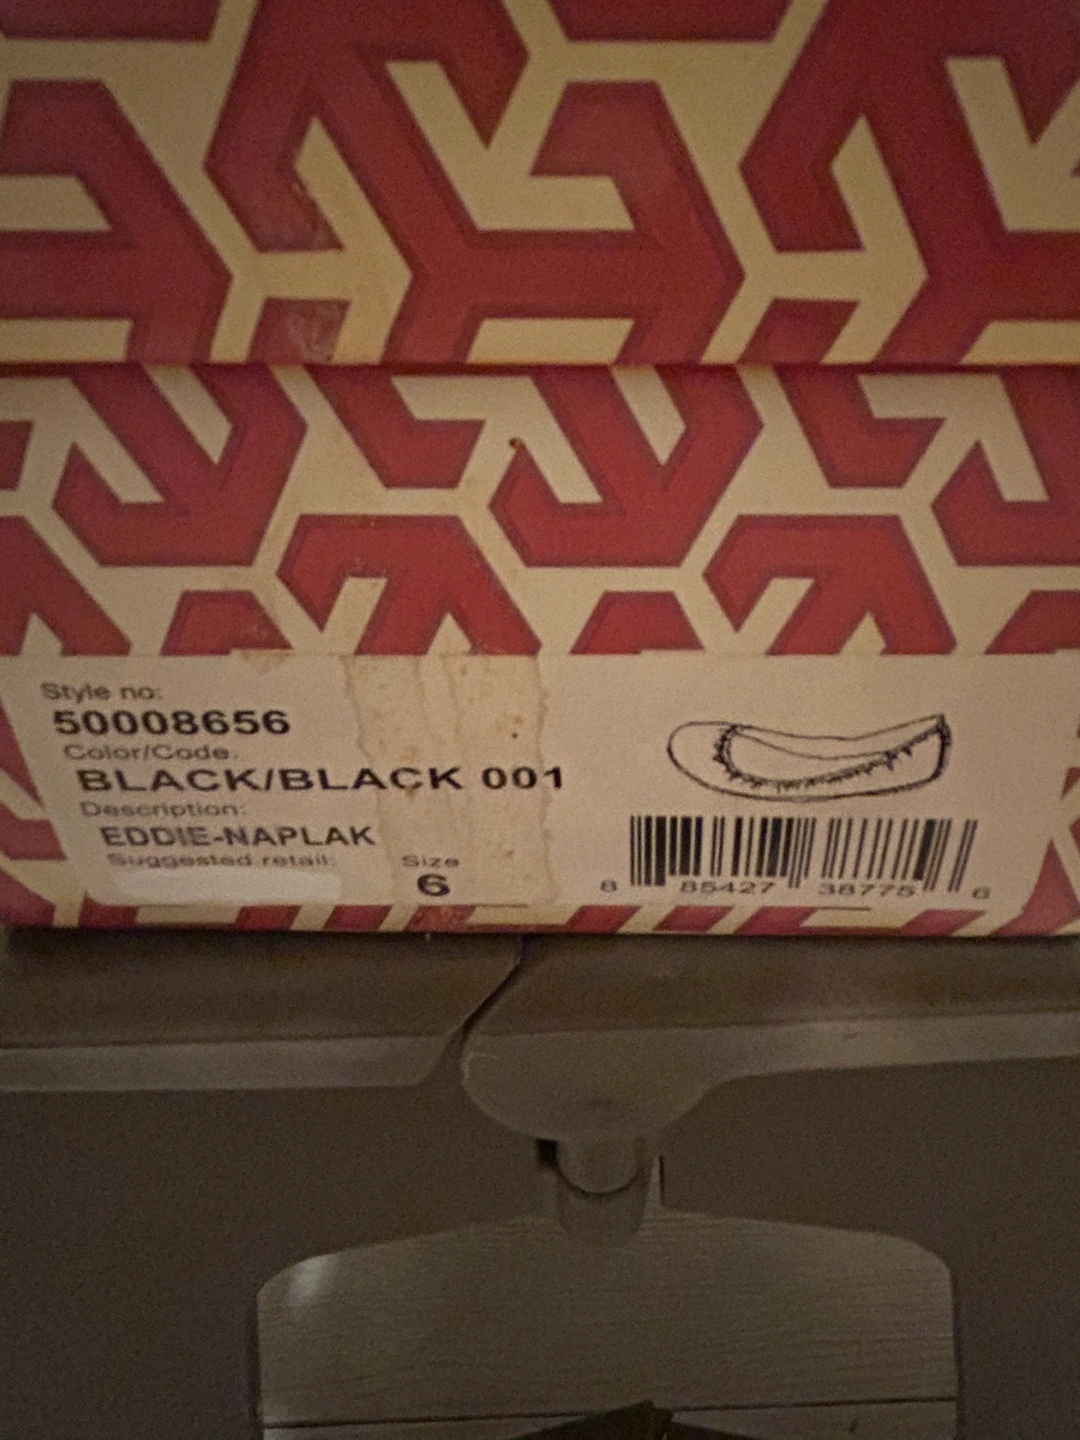 Style no:
50008656
Color/Code:
BLACK/BLACK 001
Description:
EDDIE-NAPLAK
Suggested retail: Size
6
8 85427 38775 6